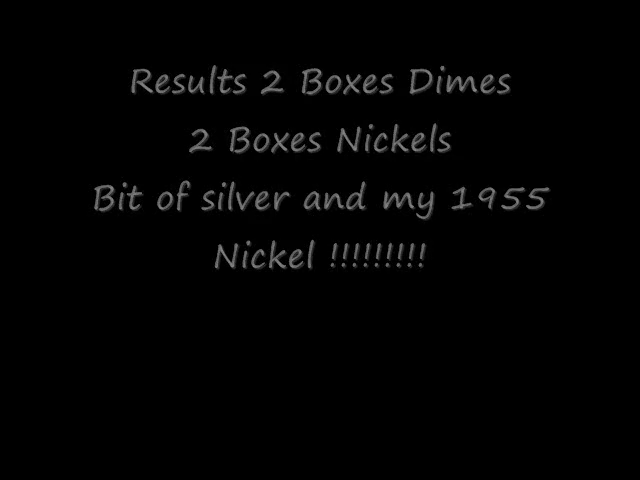 Results 2 Boxes Dimes
2 Boxes Nickels
Bit of silver and my 1955
Nickel !!!!!!!!!